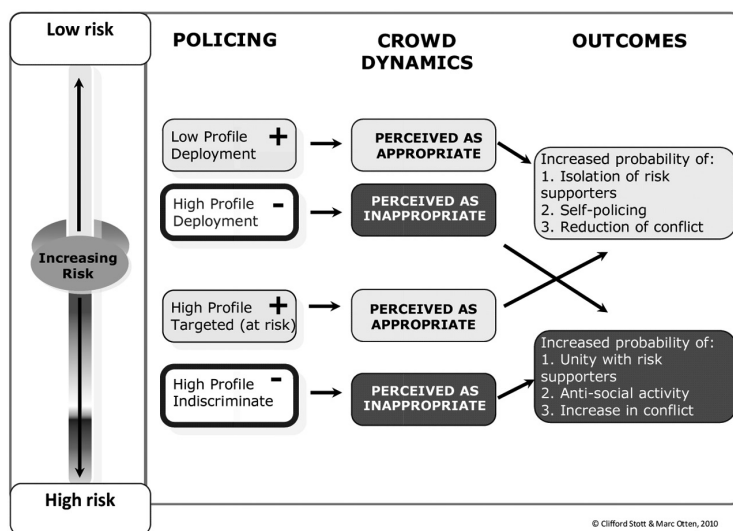 Low risk
POLICING
CROWD
DYNAMICS
OUTCOMES
Low Profile
Deployment
+
PERCEIVED AS
APPROPRIATE
Increased probability of:
1. Isolation of risk
supporters
2. Self-policing
3. Reduction of conflict
High Profile
Deployment
-
PERCEIVED AS
INAPPROPRIATE
Increasing
Risk
High Profile
Targeted (at risk)
+
PERCEIVED AS
APPROPRIATE
Increased probability of:
1. Unity with risk
supporters
2. Anti-social activity
3. Increase in conflict
High Profile
Indiscriminate
-
PERCEIVED AS
INAPPROPRIATE
High risk
© Clifford Stott & Marc Otten, 2010